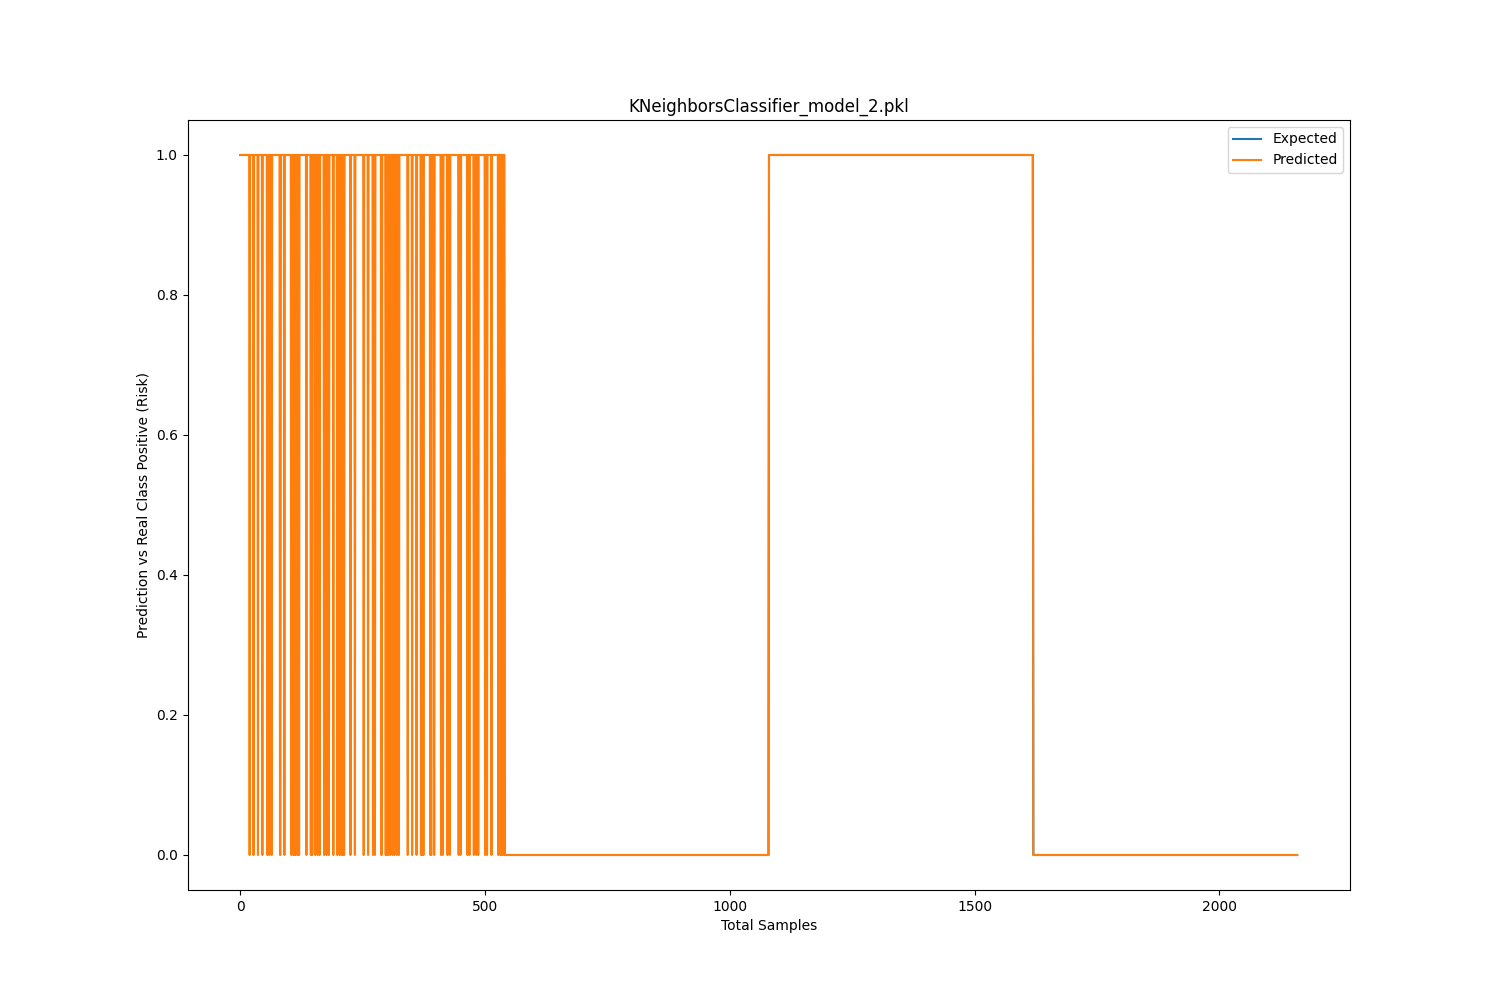 KNeighborsClassifier_model_2.pkl
Expected
Predicted
1.0
0.8
0.6
0.4
0.2
0.0
Prediction vs Real Class Positive (Risk)
0
500
1000
1500
2000
Total Samples